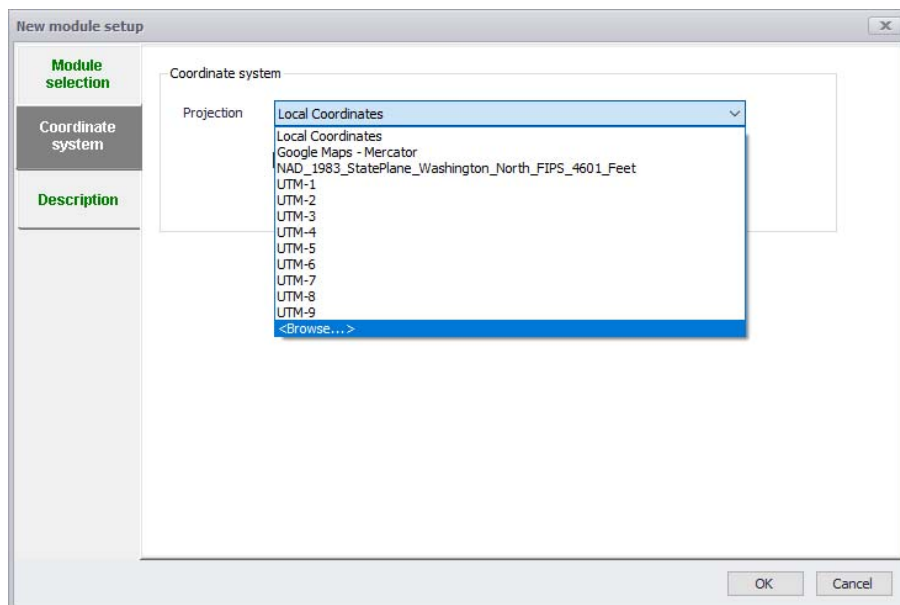 New module setup
Module
selection
Coordinate
system
Description
Coordinate system
Projection
Local Coordinates
Local Coordinates
Google Maps - Mercator
NAD_1983_StatePlane_Washington_North_FIPS_4601_Feet
UTM-1
UTM-2
UTM-3
UTM-4
UTM-5
UTM-6
UTM-7
UTM-8
UTM-9
<Browse...>
OK
Cancel